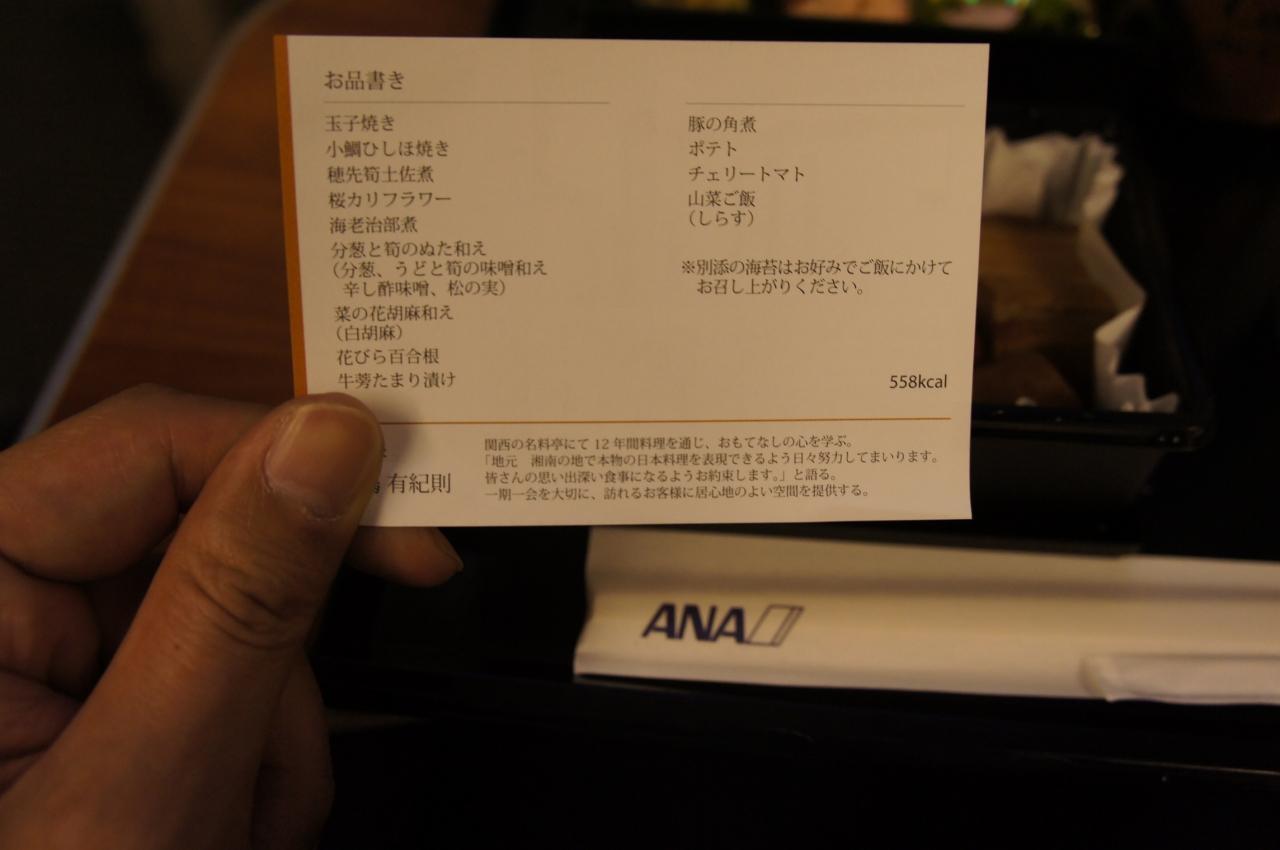 お品書き
玉子焼き
小鯛ひしほ焼き
穂先筍土佐煮
桜カリフラワー
海老治部煮
分葱と筍のぬた和え
（分葱、うどと筍の味噌和え
辛し酢味噌、松の実）
菜の花胡麻和え
（白胡麻）
花びら百合根
牛蒡たまり漬け
豚の角煮
ポテト
チェリートマト
山菜ご飯
（しらす）
※別添の海苔はお好みでご飯にかけて
お召し上がりください。
558kcal
有紀則
関西の名料亭にて 12 年間料理を通じ、おもてなしの心を学ぶ。
「地元　湘南の地で本物の日本料理を表現できるよう日々努力してまいります。
皆さんの思い出深い食事になるようお約束します。」と語る。
一期一会を大切に、訪れるお客様に居心地のよい空間を提供する。
ANA